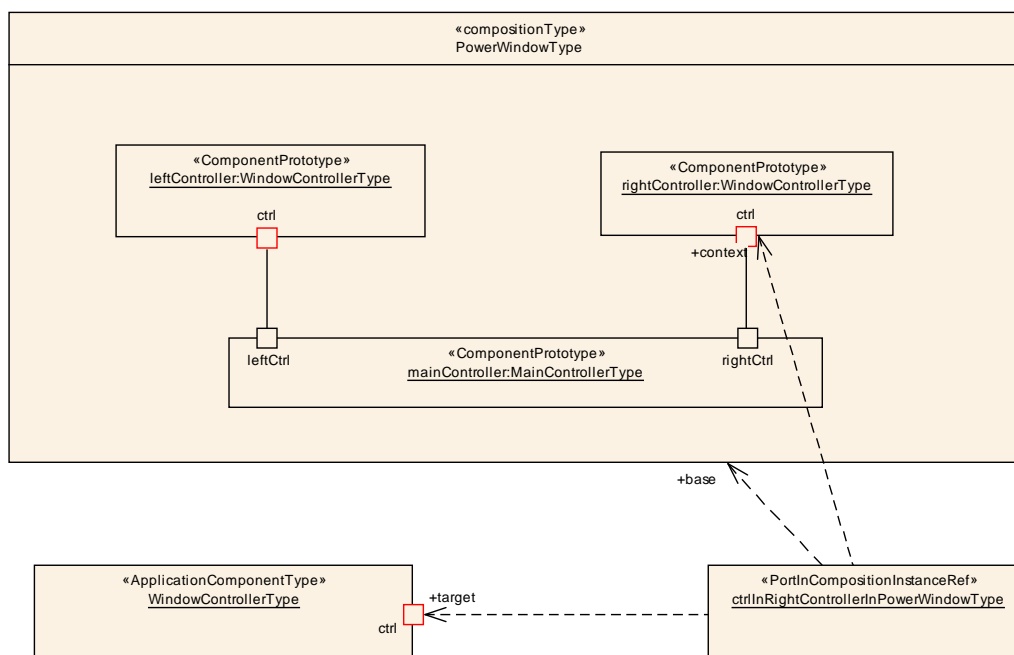 «compositionType»
PowerWindowType
«ComponentPrototype»
leftController:WindowControllerType
ctrl
«ComponentPrototype»
rightController:WindowControllerType
ctrl
+context
leftCtrl
«ComponentPrototype»
mainController:MainControllerType
rightCtrl
+base
«ApplicationComponentType»
WindowControllerType
ctrl
+target
«PortInCompositionInstanceRef»
ctrlInRightControllerInPowerWindowType